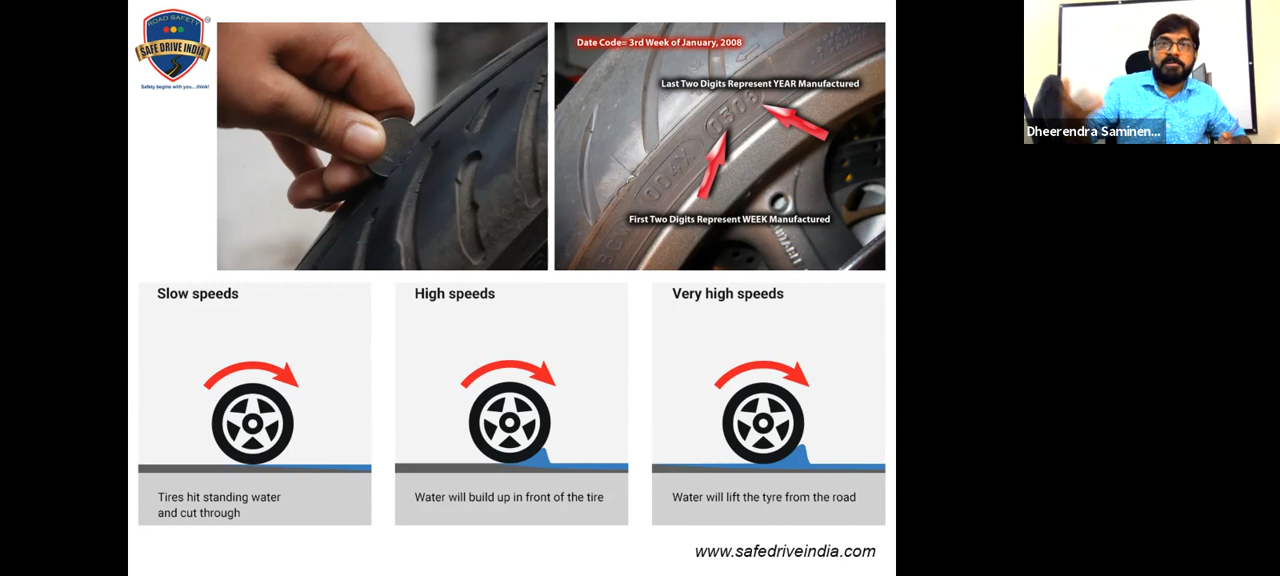 ROAD SAFETY
SAFE DRIVE INDIA
Safety begins with you...think!
Date Code= 3rd Week of January, 2008
Last Two Digits Represent YEAR Manufactured
004X 0308
First Two Digits Represent WEEK Manufactured
Dheerendra Saminen...
Slow speeds
High speeds
Very high speeds
Tires hit standing water
and cut through
Water will build up in front of the tire
Water will lift the tyre from the road
www.safedriveindia.com